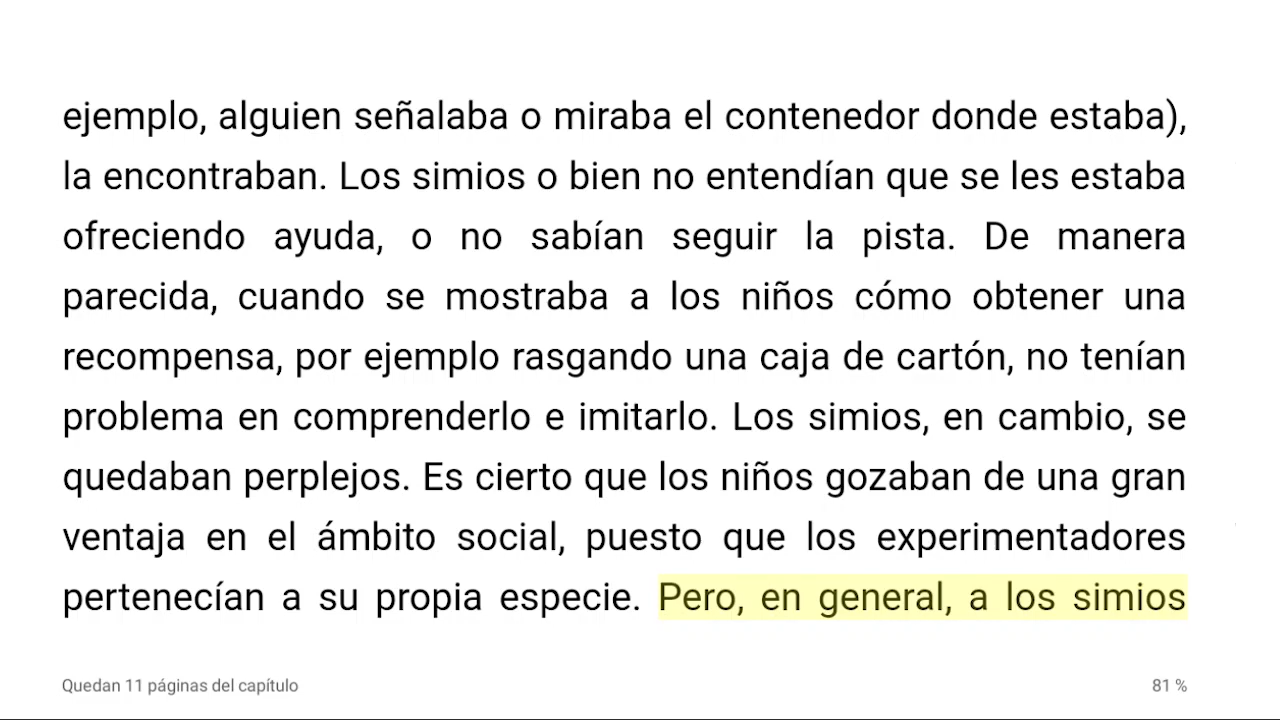 ejemplo, alguien señalaba o miraba el contenedor donde estaba),
la encontraban. Los simios o bien no entendían que se les estaba
ofreciendo ayuda, o no sabían seguir la pista. De manera
parecida, cuando se mostraba a los niños cómo obtener una
recompensa, por ejemplo rasgando una caja de cartón, no tenían
problema en comprenderlo e imitarlo. Los simios, en cambio, se
quedaban perplejos. Es cierto que los niños gozaban de una gran
ventaja en el ámbito social, puesto que los experimentadores
pertenecían a su propia especie. Pero, en general, a los simios
Quedan 11 páginas del capítulo
81 %